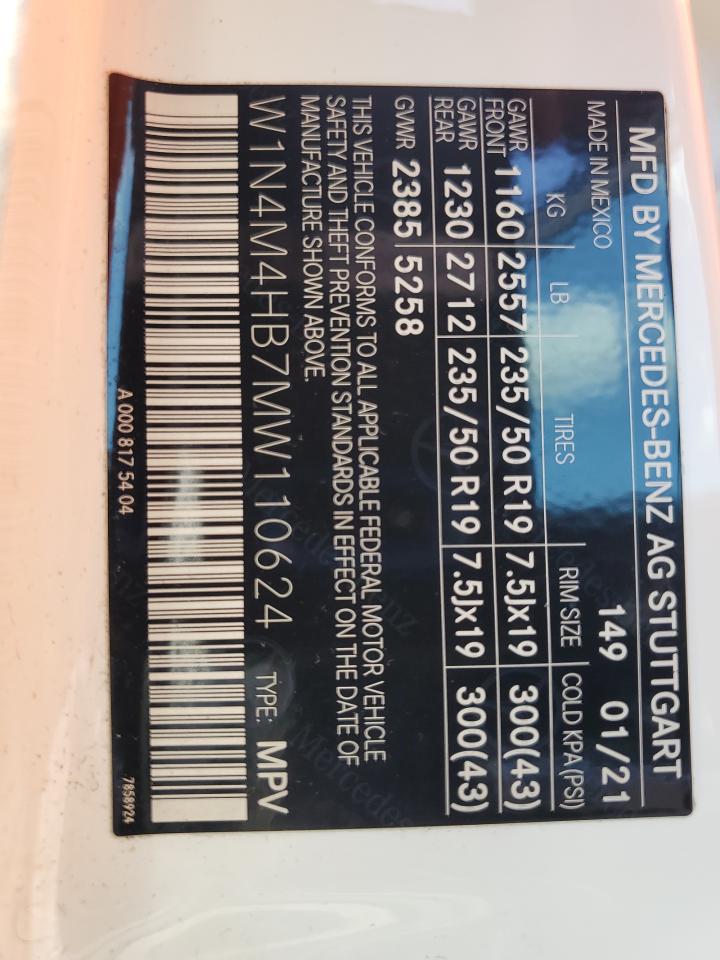 MFD BY MERCEDES-BENZ AG STUTTGART
MADE IN MEXICO 149 01/21
KG LB TIRES RIM SIZE COLD KPA (PSI)
GAWR FRONT 1160 2557 235/50 R19 7.5Jx19 300(43)
GAWR REAR 1230 2712 235/50 R19 7.5Jx19 300(43)
GVWR 2385 5258
THIS VEHICLE CONFORMS TO ALL APPLICABLE FEDERAL MOTOR VEHICLE
SAFETY AND THEFT PREVENTION STANDARDS IN EFFECT ON THE DATE OF
MANUFACTURE SHOWN ABOVE.
W1N4M4HB7MW110624 TYPE: MPV
A 000 817 54 04 7858924